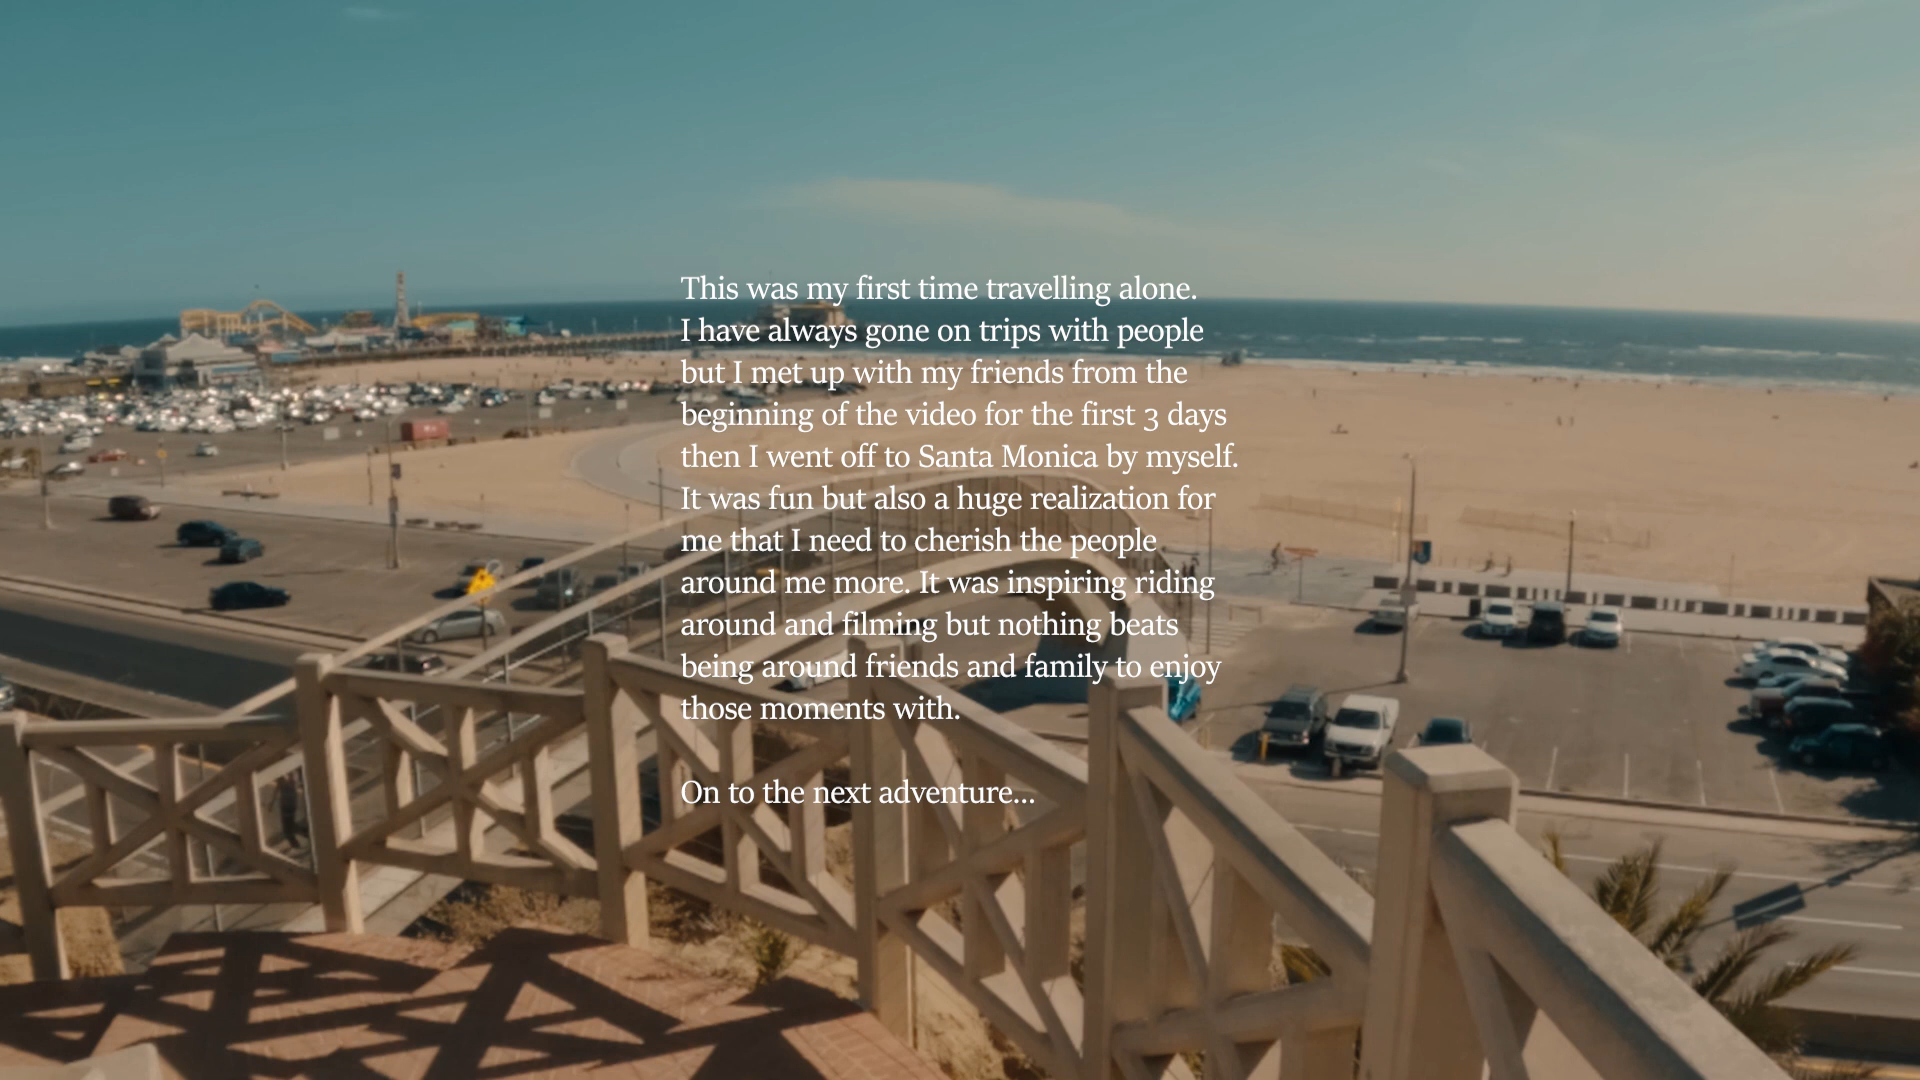 This was my first time travelling alone.
I have always gone on trips with people
but I met up with my friends from the
beginning of the video for the first 3 days
then I went off to Santa Monica by myself.
It was fun but also a huge realization for
me that I need to cherish the people
around me more. It was inspiring riding
around and filming but nothing beats
being around friends and family to enjoy
those moments with.
On to the next adventure...